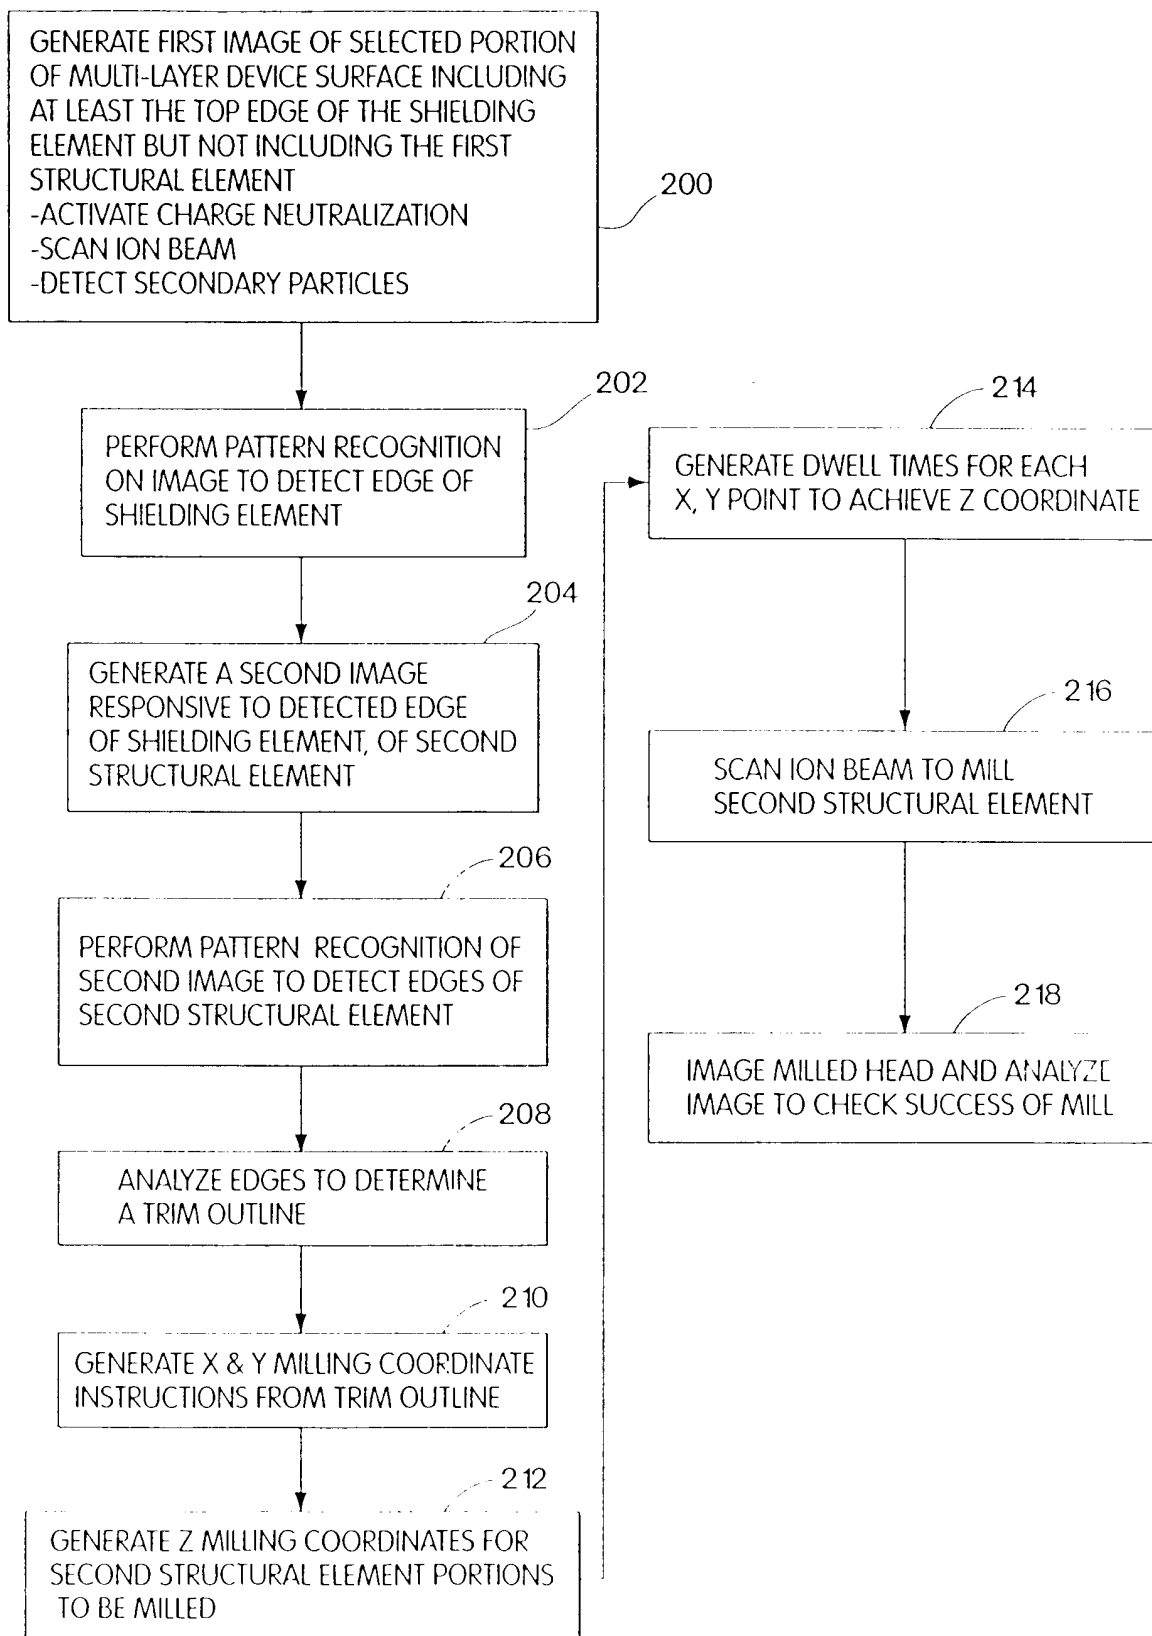 GENERATE FIRST IMAGE OF SELECTED PORTION
OF MULTI-LAYER DEVICE SURFACE INCLUDING
AT LEAST THE TOP EDGE OF THE SHIELDING
ELEMENT BUT NOT INCLUDING THE FIRST
STRUCTURAL ELEMENT
-ACTIVATE CHARGE NEUTRALIZATION
-SCAN ION BEAM
-DETECT SECONDARY PARTICLES
200
202
PERFORM PATTERN RECOGNITION
ON IMAGE TO DETECT EDGE OF
SHIELDING ELEMENT
204
GENERATE A SECOND IMAGE
RESPONSIVE TO DETECTED EDGE
OF SHIELDING ELEMENT, OF SECOND
STRUCTURAL ELEMENT
206
PERFORM PATTERN RECOGNITION OF
SECOND IMAGE TO DETECT EDGES OF
SECOND STRUCTURAL ELEMENT
208
ANALYZE EDGES TO DETERMINE
A TRIM OUTLINE
210
GENERATE X & Y MILLING COORDINATE
INSTRUCTIONS FROM TRIM OUTLINE
212
GENERATE Z MILLING COORDINATES FOR
SECOND STRUCTURAL ELEMENT PORTIONS
TO BE MILLED
214
GENERATE DWELL TIMES FOR EACH
X, Y POINT TO ACHIEVE Z COORDINATE
216
SCAN ION BEAM TO MILL
SECOND STRUCTURAL ELEMENT
218
IMAGE MILLED HEAD AND ANALYZE
IMAGE TO CHECK SUCCESS OF MILL